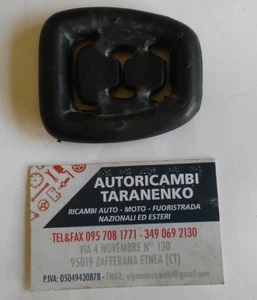 AUTORICAMBI
TARANENKO
RICAMBI AUTO - MOTO - FUORISTRADA
NAZIONALI ED ESTERI
TEL&FAX 095 708 1771 - 349 069 2130
VIA 4 NOVEMBRE N° 130
95019 ZAFFERANA ETNEA (CT)
P.IVA: 05049430878 - EMAIL: